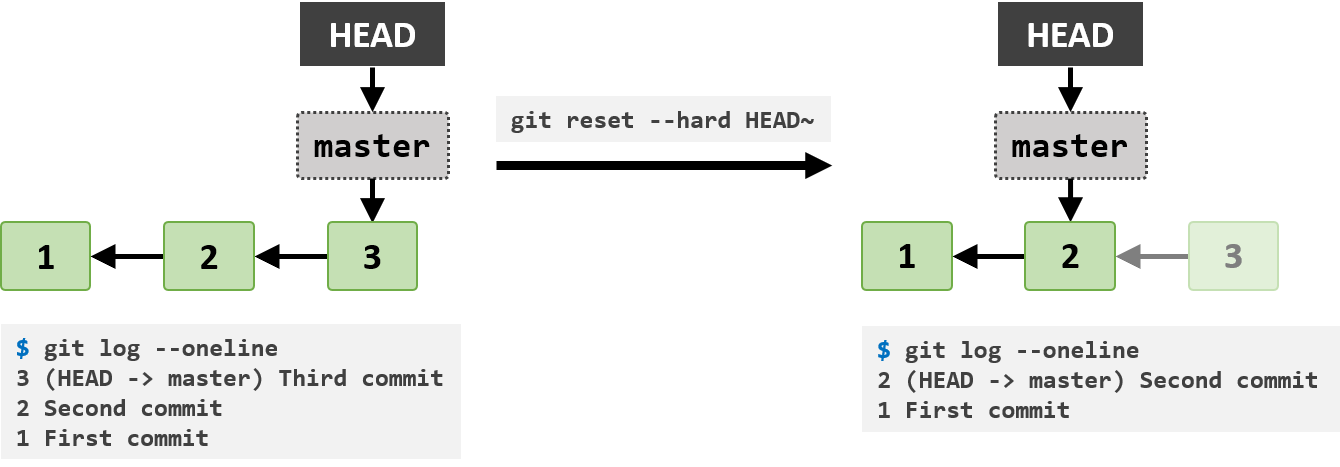 HEAD
master
1
2
3
$ git log --oneline
3 (HEAD -> master) Third commit
2 Second commit
1 First commit
git reset --hard HEAD~
HEAD
master
1
2
3
$ git log --oneline
2 (HEAD -> master) Second commit
1 First commit